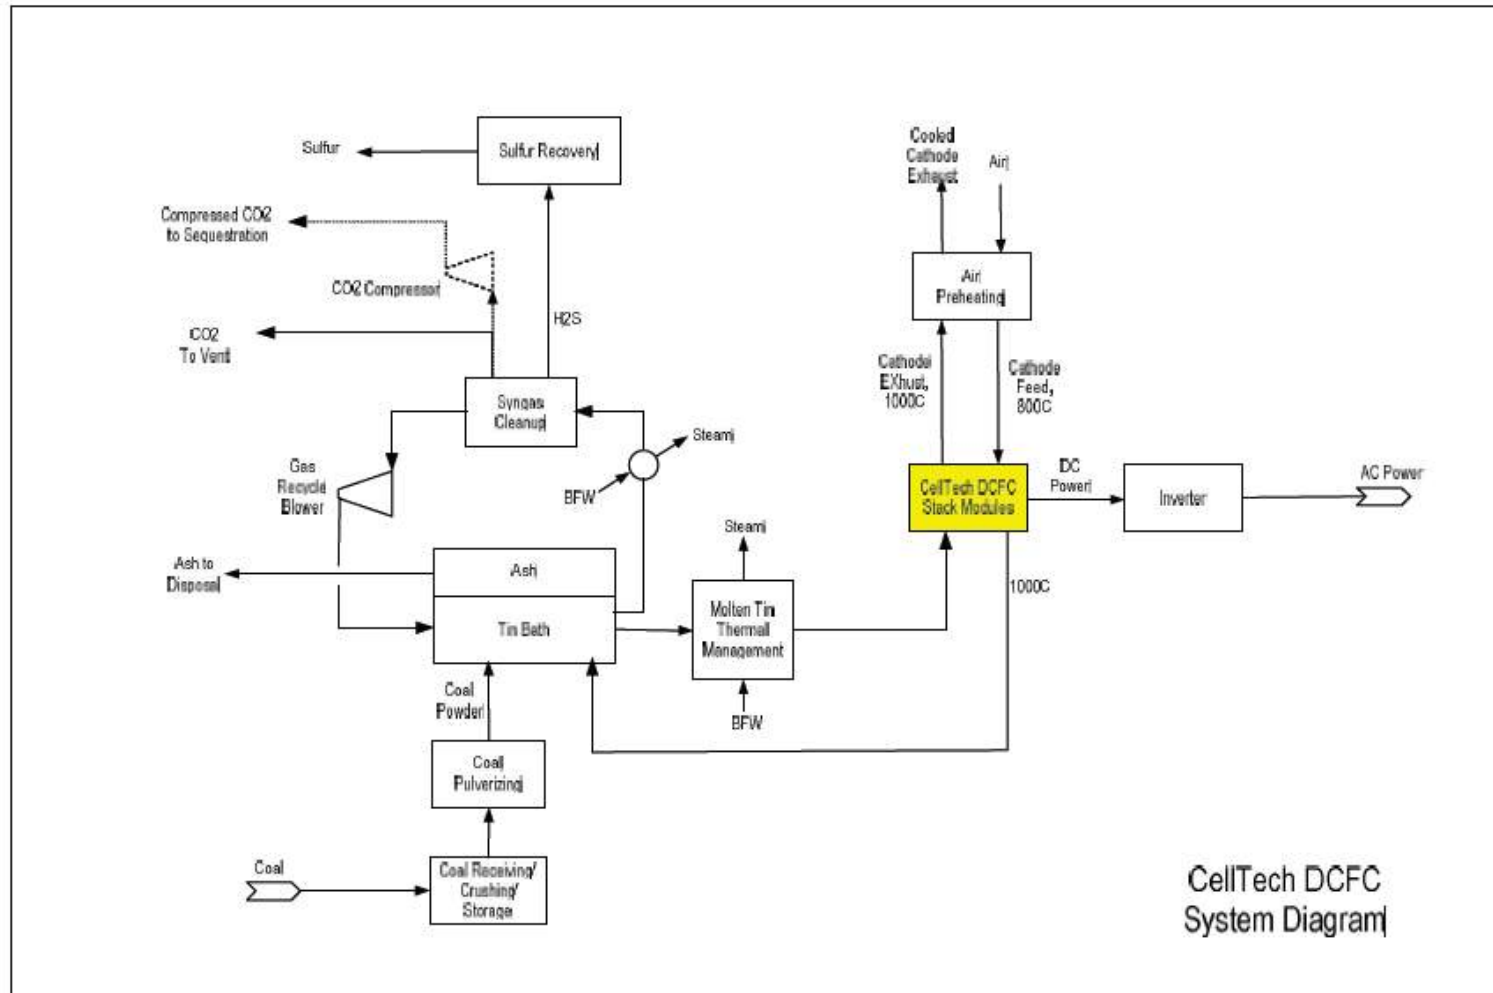 Sulfur
Sulfur Recovery
Cooled
Cathode
Exhaust
Air
Compressed CO2
to Sequestration
CO2 Compressor
Air
Preheating
H2S
CO2
To Vent
Cathode
EXhust,
1000C
Cathode
Feed,
800C
Syngas
Cleanup
Steam
Gas
Recycle
Blower
BFW
CellTech DCFC
Stack Modules
DC
Power
Inverter
AC Power
Steam
Ash to
Disposal
Ash
1000C
Tin Bath
Molten Tin
Thermal
Management
Coal
Powder
BFW
Coal
Pulverizing
Coal
Coal Receiving/
Crushing/
Storage
CellTech DCFC
System Diagram